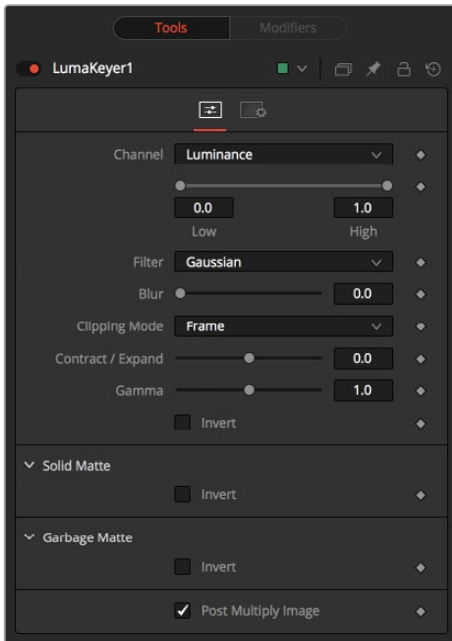 Tools Modifiers
LumaKeyer1
Channel Luminance
0.0 1.0
Low High
Filter Gaussian
Blur 0.0
Clipping Mode Frame
Contract / Expand 0.0
Gamma 1.0
Invert
Solid Matte
Invert
Garbage Matte
Invert
Post Multiply Image